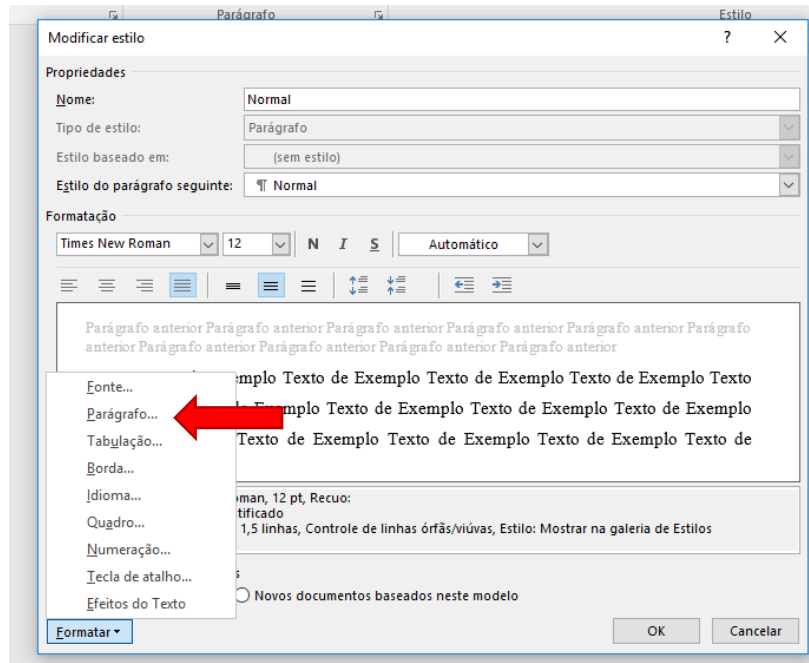 Parágrafo Estilo
Modificar estilo ? ×
Propriedades
Nome: Normal
Tipo de estilo: Parágrafo
Estilo baseado em: (sem estilo)
Estilo do parágrafo seguinte: ¶ Normal
Formatação
Times New Roman 12 N I S Automático
Parágrafo anterior Parágrafo anterior Parágrafo anterior Parágrafo anterior Parágrafo anterior Parágrafo
anterior Parágrafo anterior Parágrafo anterior Parágrafo anterior Parágrafo anterior
emplo Texto de Exemplo Texto de Exemplo Texto de Exemplo Texto
Exemplo Texto de Exemplo Texto de Exemplo Texto de Exemplo
Texto de Exemplo Texto de Exemplo Texto de Exemplo Texto de
Fonte...
Parágrafo...
Tabulação...
Borda...
Idioma...
Quadro...
Numeração...
Tecla de atalho...
Efeitos do Texto
oman, 12 pt, Recuo:
tificado
1,5 linhas, Controle de linhas órfãs/viúvas, Estilo: Mostrar na galeria de Estilos
s
Novos documentos baseados neste modelo
Formatar OK Cancelar